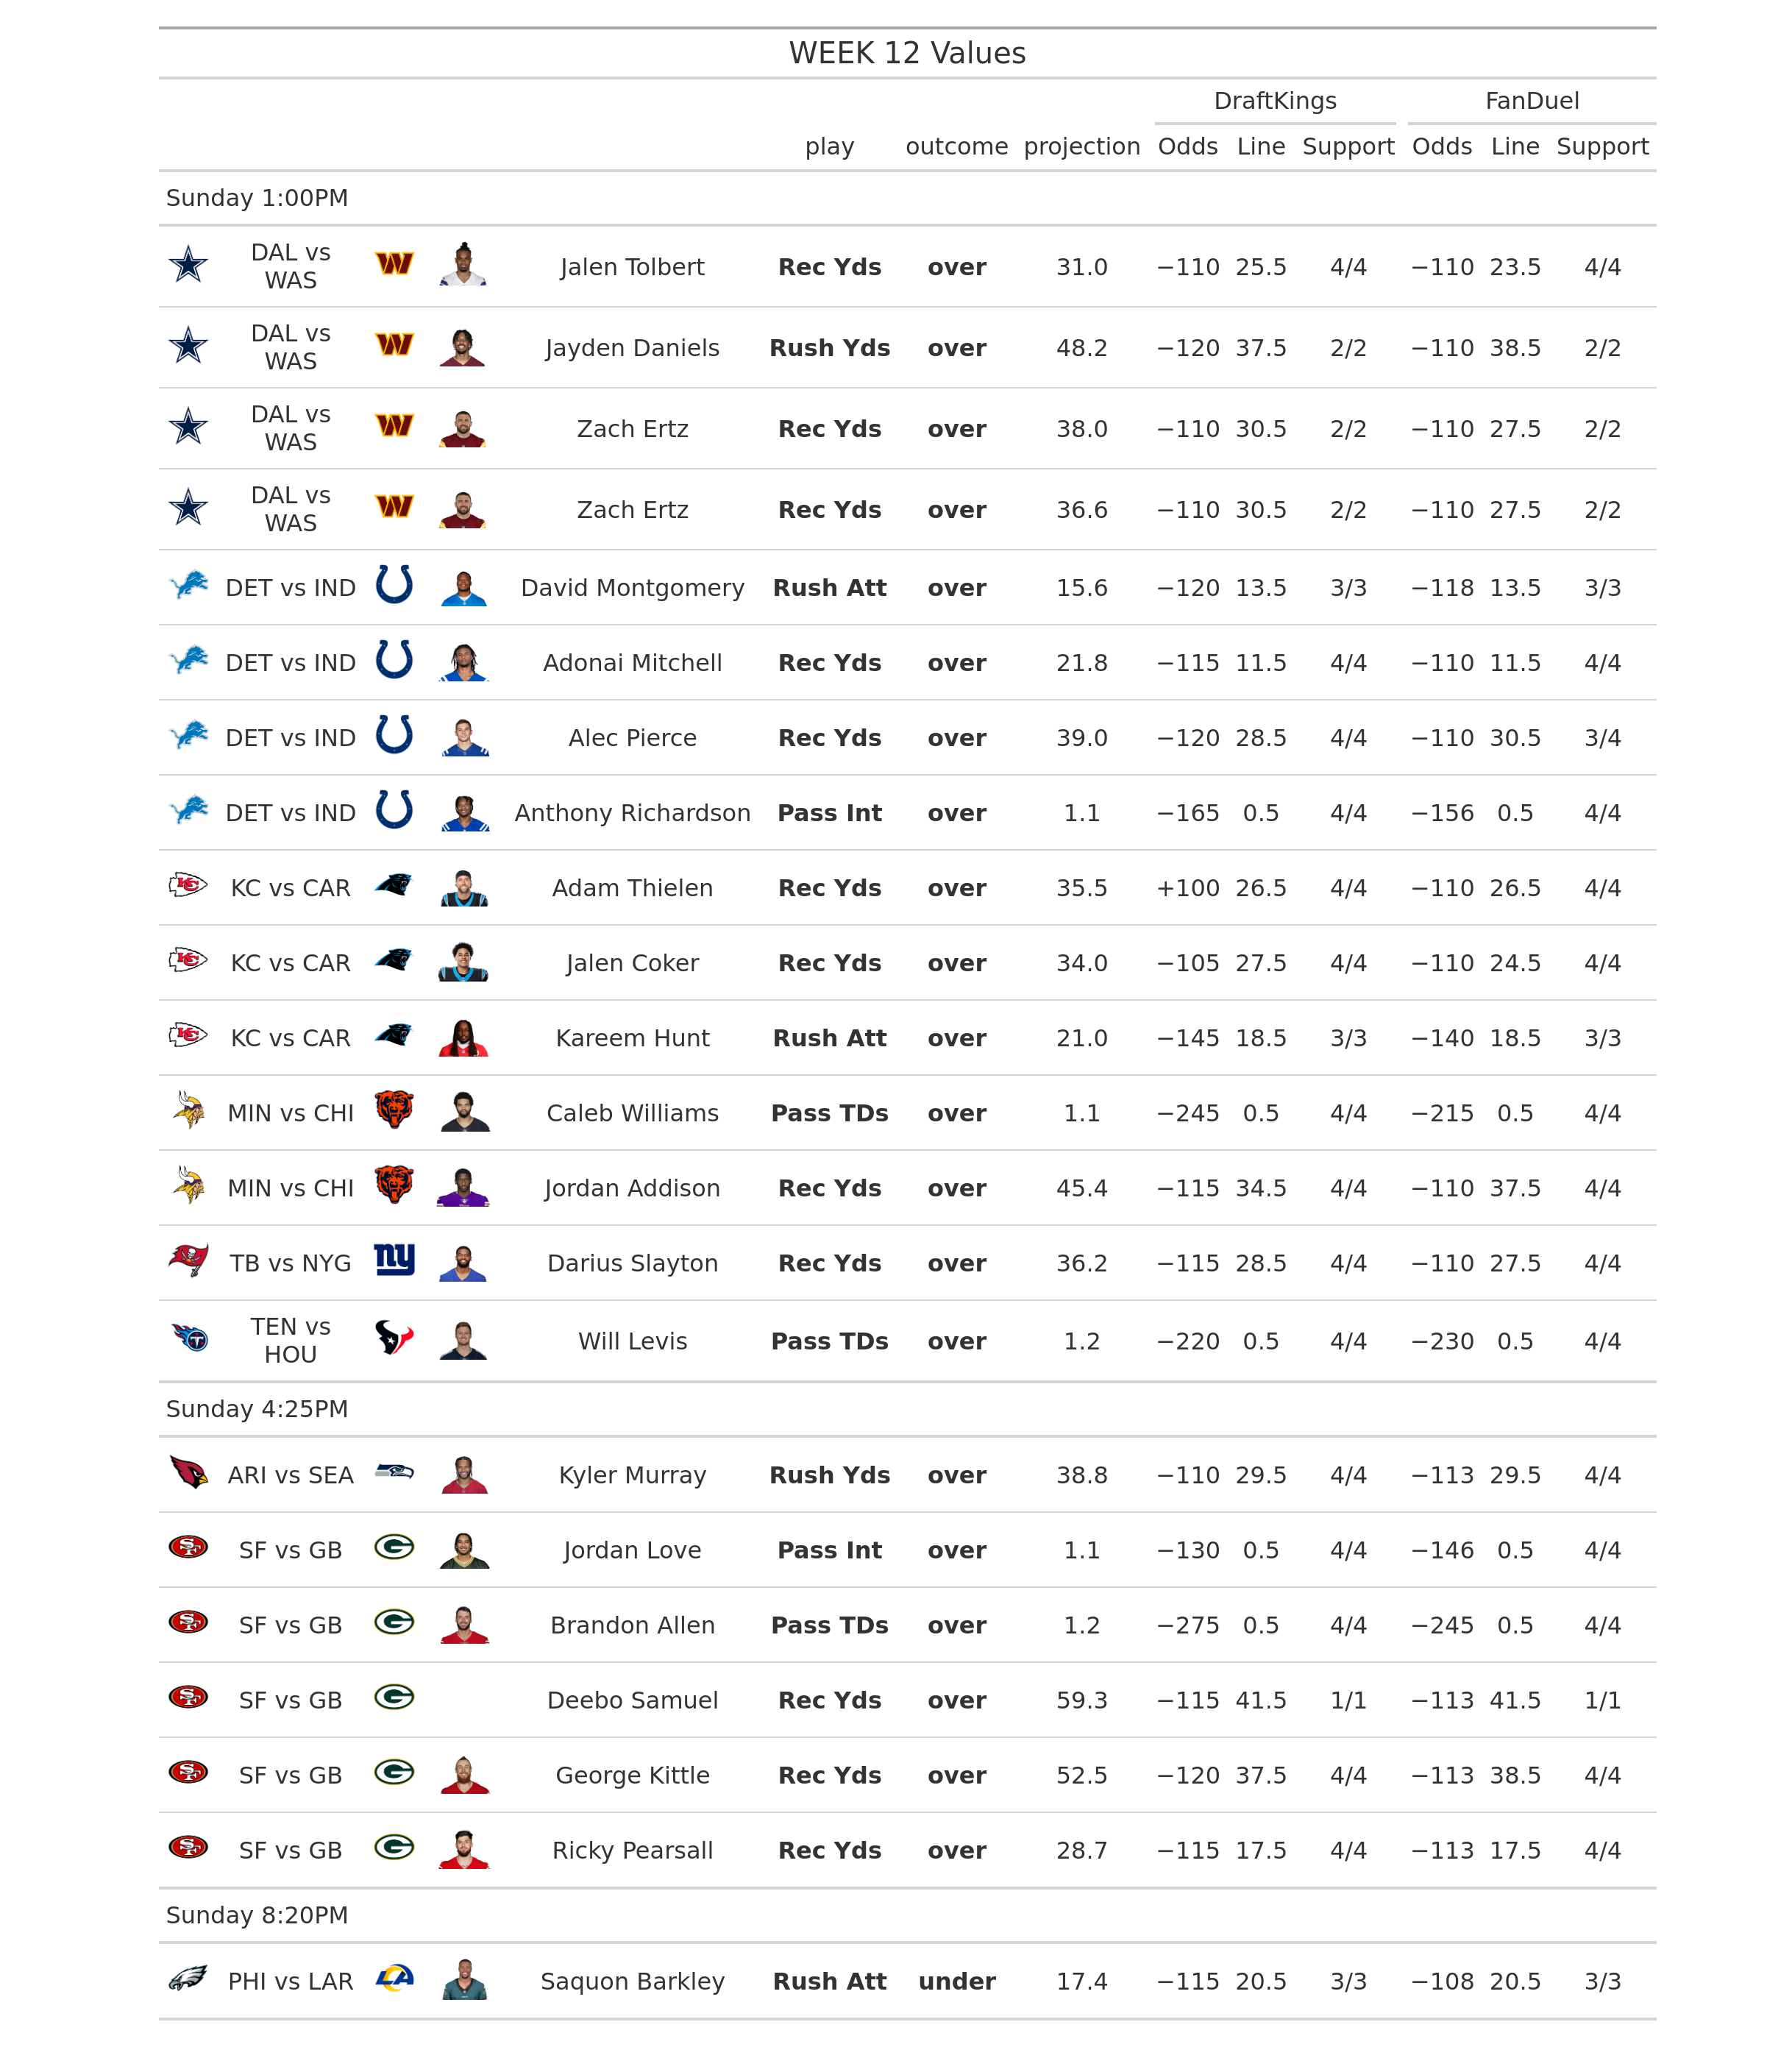 WEEK 12 Values
DraftKings FanDuel
play outcome projection Odds Line Support Odds Line Support
Sunday 1:00PM
DAL vs
WAS
Jalen Tolbert Rec Yds over 31.0 −110 25.5 4/4 −110 23.5 4/4
DAL vs
WAS
Jayden Daniels Rush Yds over 48.2 −120 37.5 2/2 −110 38.5 2/2
DAL vs
WAS
Zach Ertz Rec Yds over 38.0 −110 30.5 2/2 −110 27.5 2/2
DAL vs
WAS
Zach Ertz Rec Yds over 36.6 −110 30.5 2/2 −110 27.5 2/2
DET vs IND David Montgomery Rush Att over 15.6 −120 13.5 3/3 −118 13.5 3/3
DET vs IND Adonai Mitchell Rec Yds over 21.8 −115 11.5 4/4 −110 11.5 4/4
DET vs IND Alec Pierce Rec Yds over 39.0 −120 28.5 4/4 −110 30.5 3/4
DET vs IND Anthony Richardson Pass Int over 1.1 −165 0.5 4/4 −156 0.5 4/4
KC vs CAR Adam Thielen Rec Yds over 35.5 +100 26.5 4/4 −110 26.5 4/4
KC vs CAR Jalen Coker Rec Yds over 34.0 −105 27.5 4/4 −110 24.5 4/4
KC vs CAR Kareem Hunt Rush Att over 21.0 −145 18.5 3/3 −140 18.5 3/3
MIN vs CHI Caleb Williams Pass TDs over 1.1 −245 0.5 4/4 −215 0.5 4/4
MIN vs CHI Jordan Addison Rec Yds over 45.4 −115 34.5 4/4 −110 37.5 4/4
TB vs NYG ny Darius Slayton Rec Yds over 36.2 −115 28.5 4/4 −110 27.5 4/4
TEN vs
HOU
Will Levis Pass TDs over 1.2 −220 0.5 4/4 −230 0.5 4/4
Sunday 4:25PM
ARI vs SEA Kyler Murray Rush Yds over 38.8 −110 29.5 4/4 −113 29.5 4/4
SF vs GB Jordan Love Pass Int over 1.1 −130 0.5 4/4 −146 0.5 4/4
SF vs GB Brandon Allen Pass TDs over 1.2 −275 0.5 4/4 −245 0.5 4/4
SF vs GB Deebo Samuel Rec Yds over 59.3 −115 41.5 1/1 −113 41.5 1/1
SF vs GB George Kittle Rec Yds over 52.5 −120 37.5 4/4 −113 38.5 4/4
SF vs GB Ricky Pearsall Rec Yds over 28.7 −115 17.5 4/4 −113 17.5 4/4
Sunday 8:20PM
PHI vs LAR Saquon Barkley Rush Att under 17.4 −115 20.5 3/3 −108 20.5 3/3